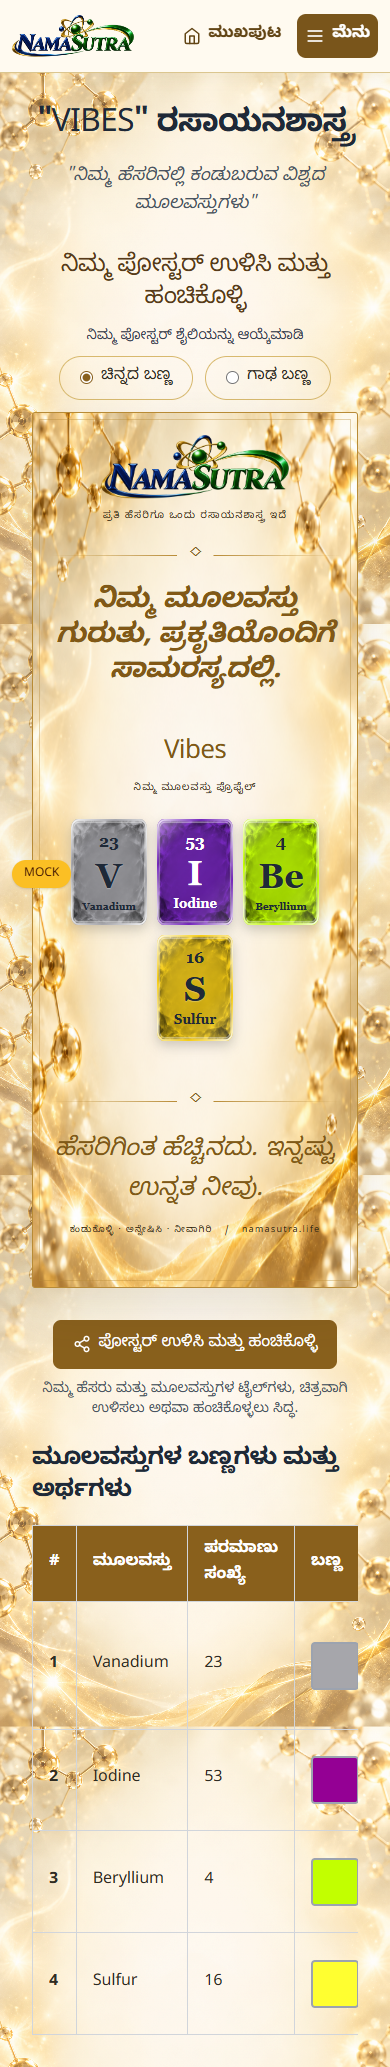 NAMASUTRA
ಮುಖಪುಟ
ಮೆನು
"VIBES" ರಸಾಯನಶಾಸ್ತ್ರ
"ನಿಮ್ಮ ಹೆಸರಿನಲ್ಲಿ ಕಂಡುಬರುವ ವಿಶ್ವದ
ಮೂಲವಸ್ತುಗಳು"
ನಿಮ್ಮ ಪೋಸ್ಟರ್ ಉಳಿಸಿ ಮತ್ತು
ಹಂಚಿಕೊಳ್ಳಿ
ನಿಮ್ಮ ಪೋಸ್ಟರ್ ಶೈಲಿಯನ್ನು ಆಯ್ಕೆಮಾಡಿ
ಚಿನ್ನದ ಬಣ್ಣ
ಗಾಢ ಬಣ್ಣ
NAMASUTRA
ಪ್ರತಿ ಹೆಸರಿಗೂ ಒಂದು ರಸಾಯನಶಾಸ್ತ್ರ ಇದೆ
ನಿಮ್ಮ ಮೂಲವಸ್ತು
ಗುರುತು, ಪ್ರಕೃತಿಯೊಂದಿಗೆ
ಸಾಮರಸ್ಯದಲ್ಲಿ.
Vibes
ನಿಮ್ಮ ಮೂಲವಸ್ತು ಪ್ರೊಫೈಲ್
MOCK
23
V
Vanadium
53
I
Iodine
4
Be
Beryllium
16
S
Sulfur
ಹೆಸರಿಗಿಂತ ಹೆಚ್ಚಿನದು. ಇನ್ನಷ್ಟು
ಉನ್ನತ ನೀವು.
ಕಂಡುಕೊಳ್ಳಿ · ಅನ್ವೇಷಿಸಿ · ನೀವಾಗಿರಿ / namasutra.life
ಪೋಸ್ಟರ್ ಉಳಿಸಿ ಮತ್ತು ಹಂಚಿಕೊಳ್ಳಿ
ನಿಮ್ಮ ಹೆಸರು ಮತ್ತು ಮೂಲವಸ್ತುಗಳ ಟೈಲ್‌ಗಳು, ಚಿತ್ರವಾಗಿ
ಉಳಿಸಲು ಅಥವಾ ಹಂಚಿಕೊಳ್ಳಲು ಸಿದ್ಧ.
ಮೂಲವಸ್ತುಗಳ ಬಣ್ಣಗಳು ಮತ್ತು
ಅರ್ಥಗಳು
# ಮೂಲವಸ್ತು ಪರಮಾಣು ಸಂಖ್ಯೆ ಬಣ್ಣ
1 Vanadium 23
2 Iodine 53
3 Beryllium 4
4 Sulfur 16